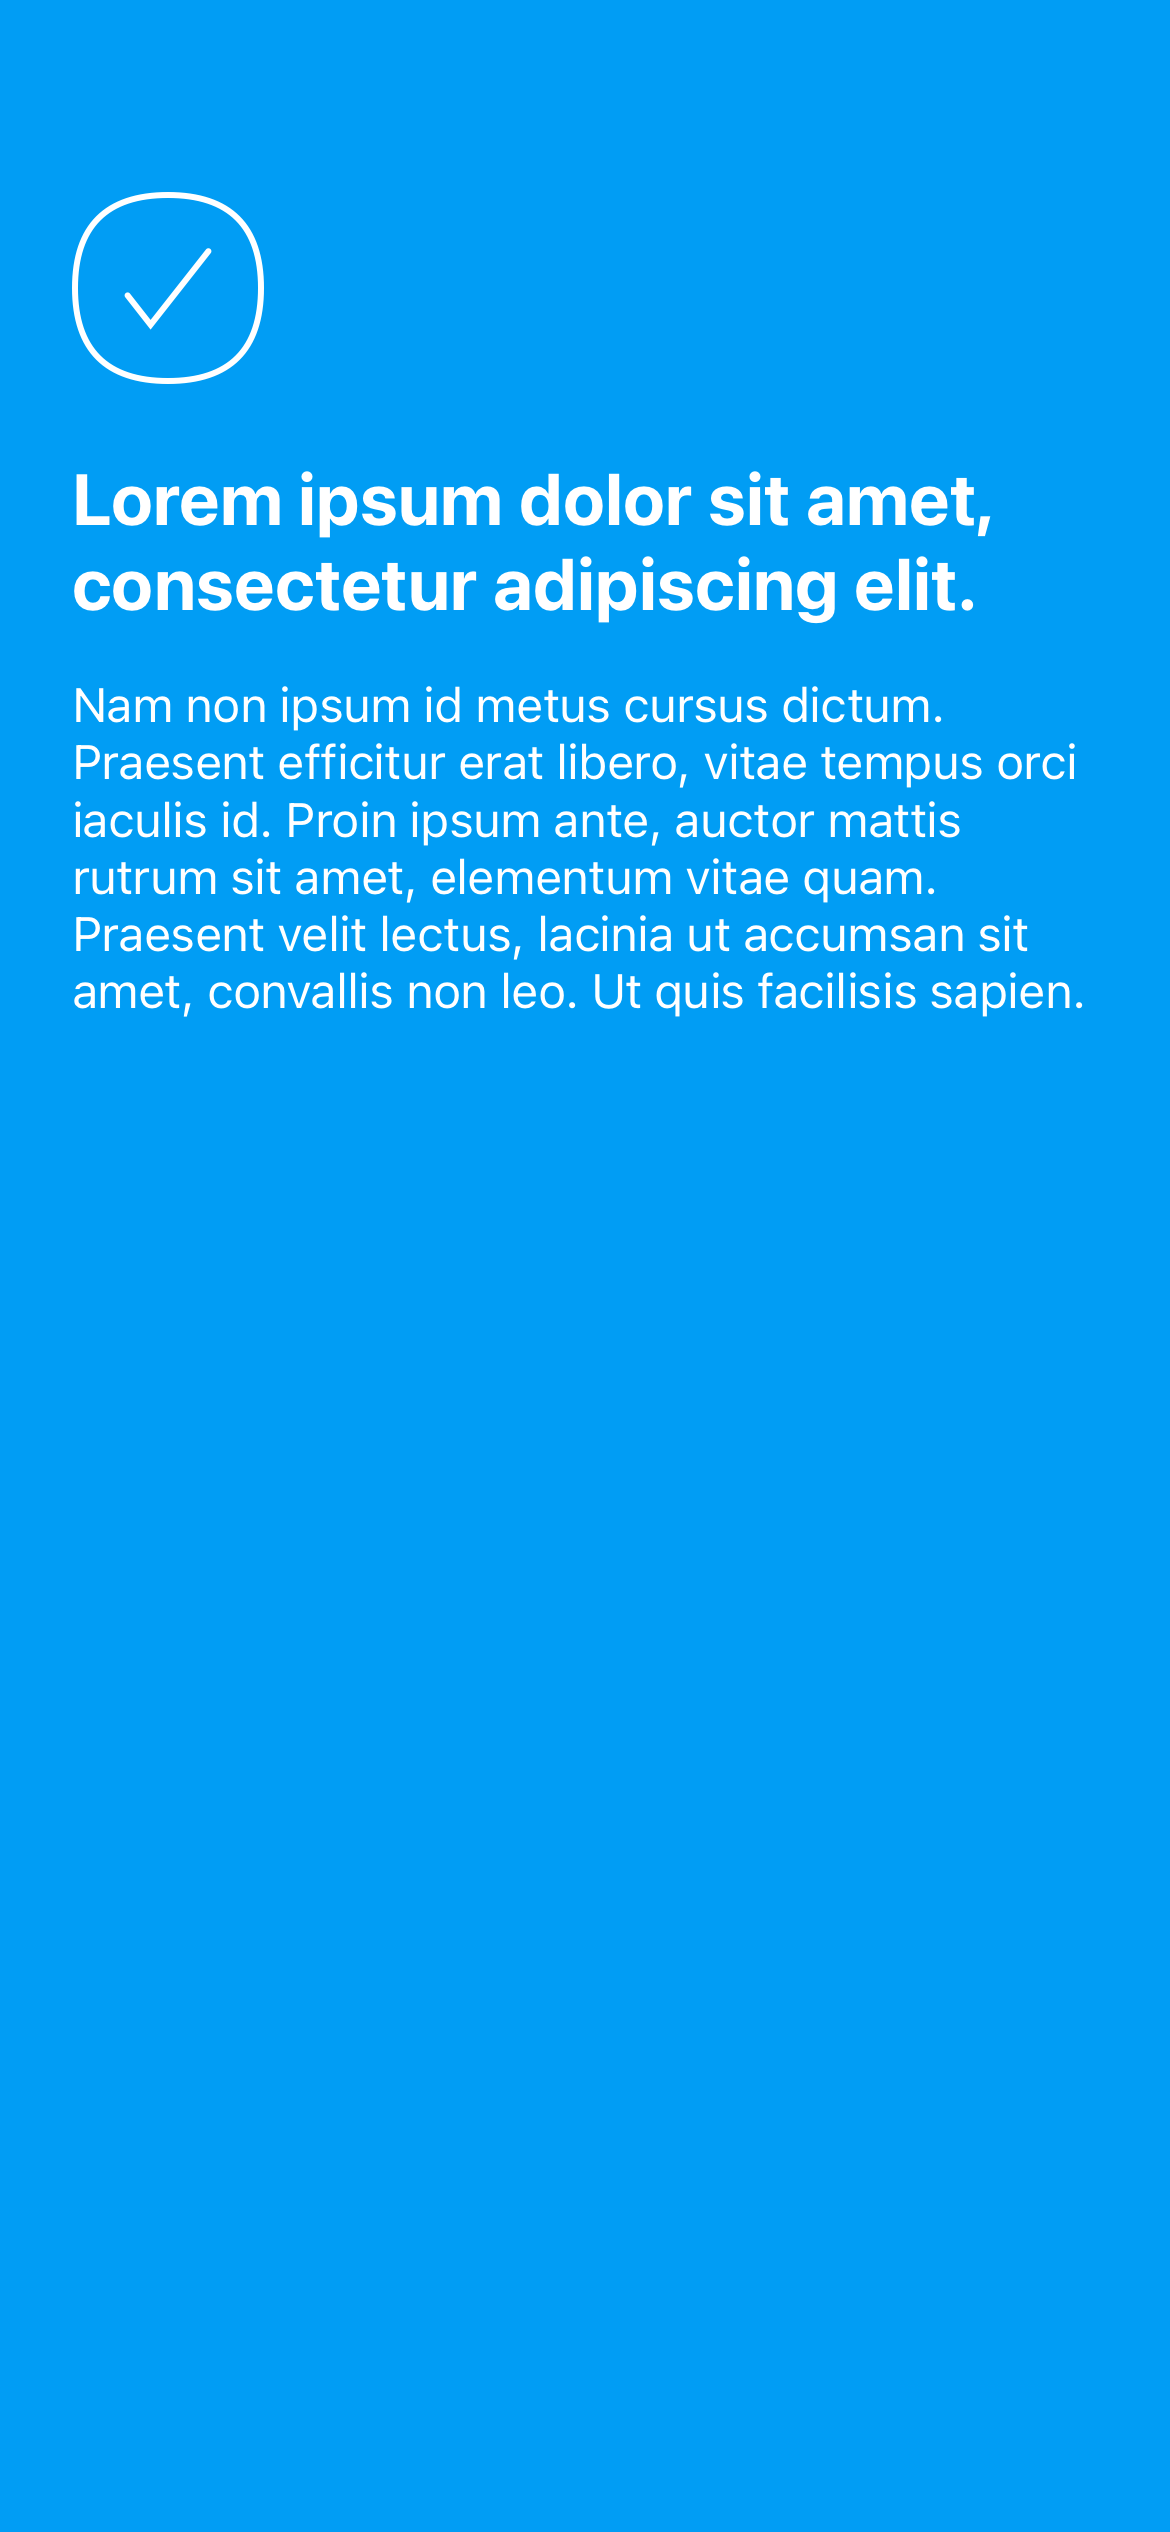 Lorem ipsum dolor sit amet,
consectetur adipiscing elit.
Nam non ipsum id metus cursus dictum.
Praesent efficitur erat libero, vitae tempus orci
iaculis id. Proin ipsum ante, auctor mattis
rutrum sit amet, elementum vitae quam.
Praesent velit lectus, lacinia ut accumsan sit
amet, convallis non leo. Ut quis facilisis sapien.